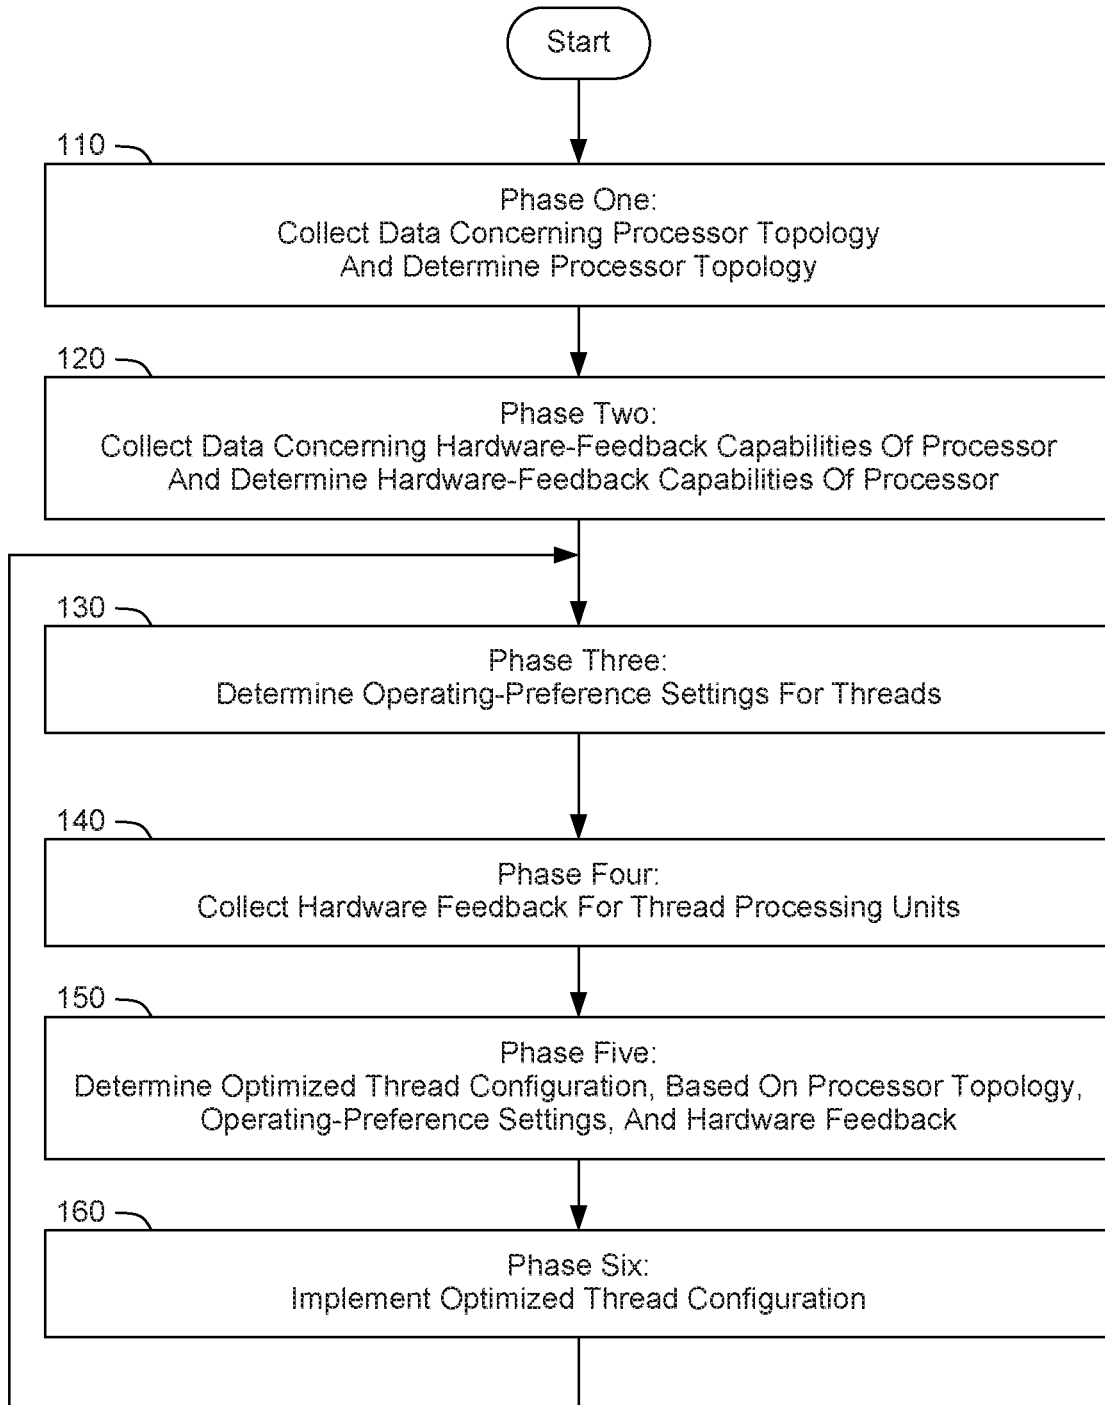 Start
110
Phase One:
Collect Data Concerning Processor Topology
And Determine Processor Topology
120
Phase Two:
Collect Data Concerning Hardware-Feedback Capabilities Of Processor
And Determine Hardware-Feedback Capabilities Of Processor
130
Phase Three:
Determine Operating-Preference Settings For Threads
140
Phase Four:
Collect Hardware Feedback For Thread Processing Units
150
Phase Five:
Determine Optimized Thread Configuration, Based On Processor Topology,
Operating-Preference Settings, And Hardware Feedback
160
Phase Six:
Implement Optimized Thread Configuration